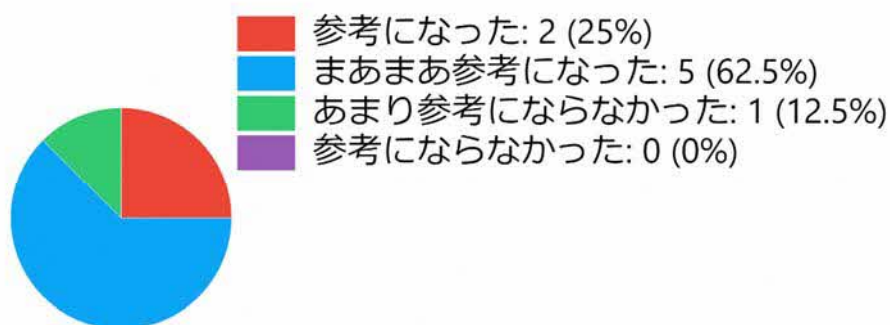 参考になった: 2 (25%)
まあまあ参考になった: 5 (62.5%)
あまり参考にならなかった: 1 (12.5%)
参考にならなかった: 0 (0%)